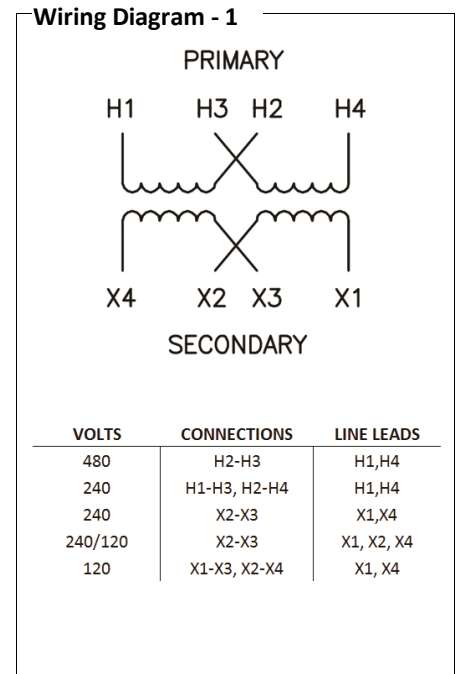 Wiring Diagram - 1
PRIMARY
H1 H3 H2 H4
X4 X2 X3 X1
SECONDARY
VOLTS CONNECTIONS LINE LEADS
480 H2-H3 H1,H4
240 H1-H3, H2-H4 H1,H4
240 X2-X3 X1,X4
240/120 X2-X3 X1, X2, X4
120 X1-X3, X2-X4 X1, X4